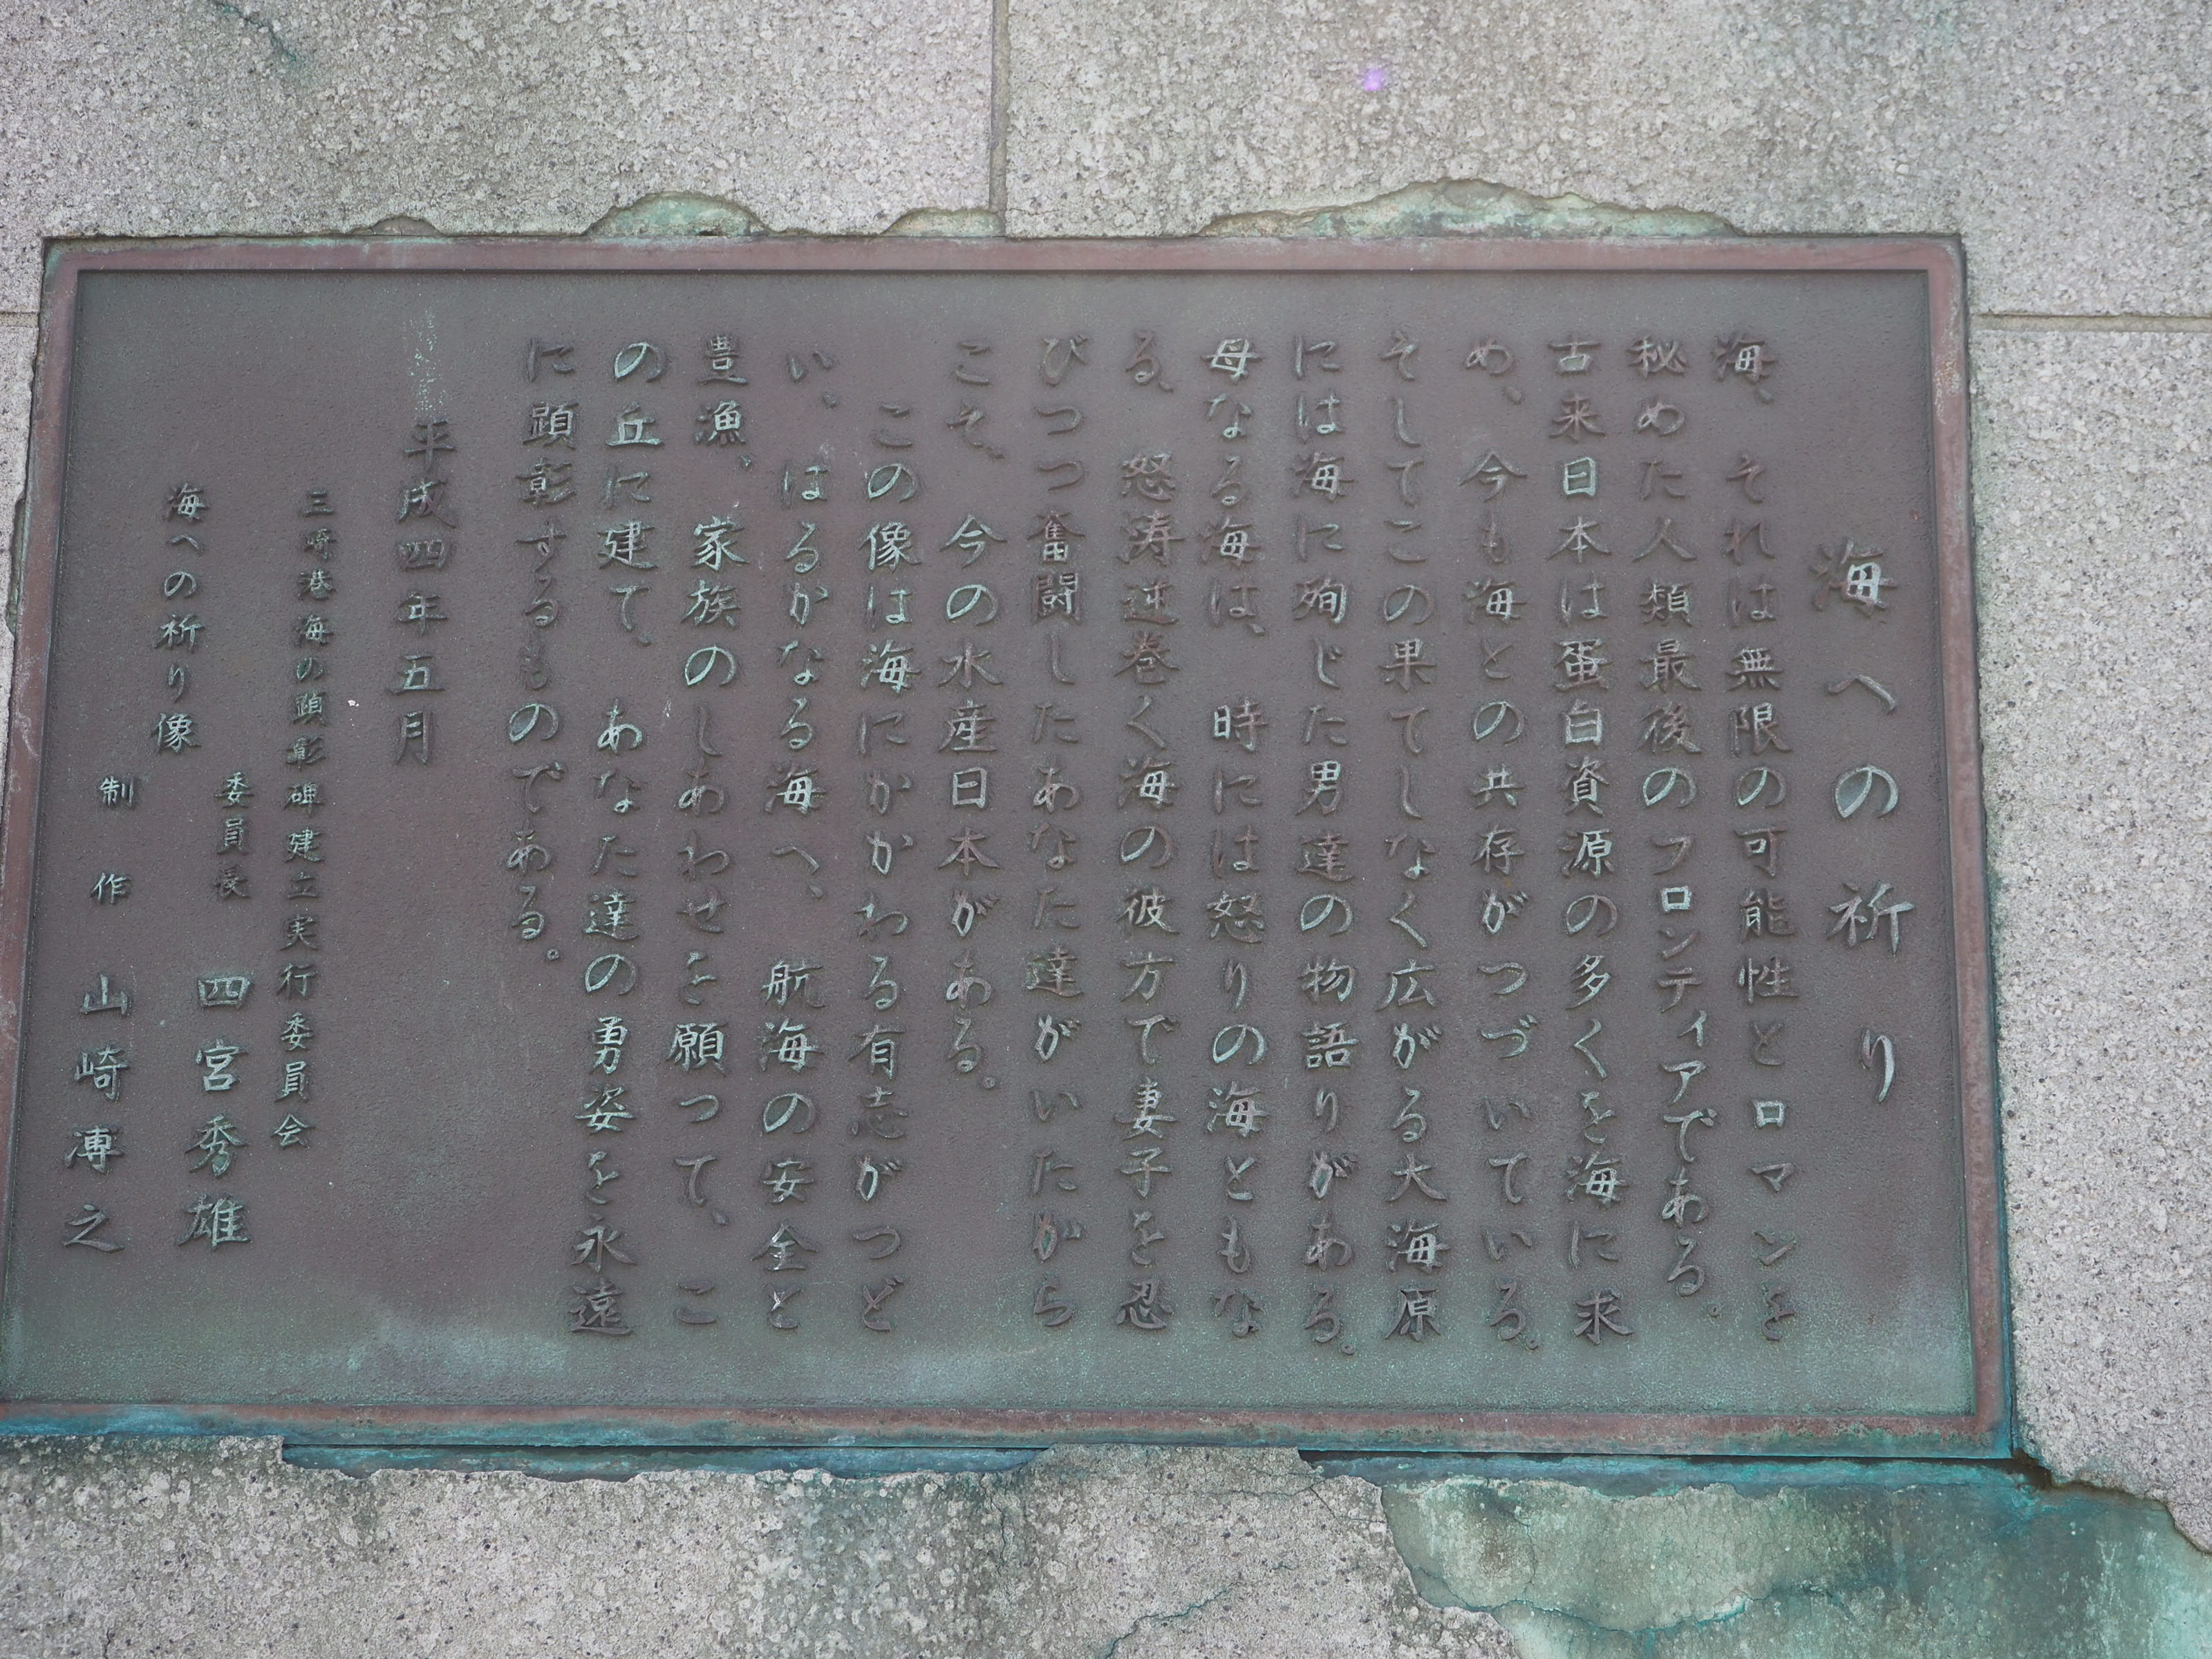 海への祈り
海、それは無限の可能性とロマンを
秘めた人類最後のフロンティアである。
古来日本は蛋白資源の多くを海に求
め、今も海との共存がつづいている。
そしてこの果てしなく広がる大海原
には海に殉じた男達の物語りがある。
母なる海は、時には怒りの海ともな
る。怒涛逆巻く海の彼方で妻子を忍
びつつ奮闘したあなた達がいたから
こそ、今の水産日本がある。
この像は海にかかわる有志がつど
い、はるかなる海へ、航海の安全と
豊漁、家族のしあわせを願って、こ
の丘に建て、あなた達の勇姿を永遠
に顕彰するものである。
平成四年五月
三崎港海の顕彰碑建立実行委員会
委員長 四宮秀雄
海への祈り像
制作 山崎溥之